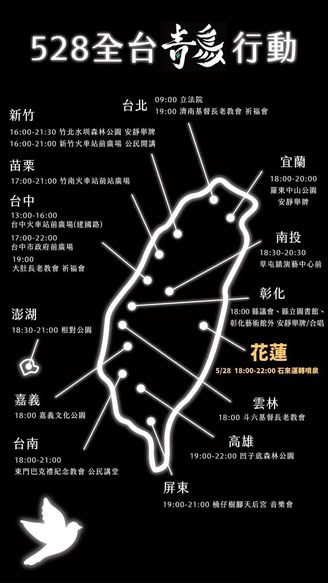 528全台青鳥行動
台北
09:00 立法院
19:00 濟南基督長老教會 祈福會
新竹
16:00-21:30 竹北水圳森林公園 安靜舉牌
16:00-21:00 新竹火車站前廣場 公民開講
苗栗
17:00-21:00 竹南火車站前站廣場
台中
13:00-16:00
台中火車站前廣場(建國路)
17:00-22:00
台中市政府前廣場
19:00
大肚長老教會 祈福會
宜蘭
18:00-20:00
羅東中山公園
安靜舉牌
南投
18:30-20:30
草屯鎮演藝中心前
彰化
18:00 縣議會、縣立圖書館、
彰化藝術館外 安靜舉牌/合唱
澎湖
18:30-21:00 相對公園
花蓮
5/28 18:00-22:00 石來運轉噴泉
嘉義
18:00 嘉義文化公園
雲林
18:00 斗六基督長老教會
台南
18:00-21:00
東門巴克禮紀念教會 公民講堂
高雄
19:00-22:00 凹子底森林公園
屏東
19:00-21:00 楠仔樹腳天后宮 音樂會